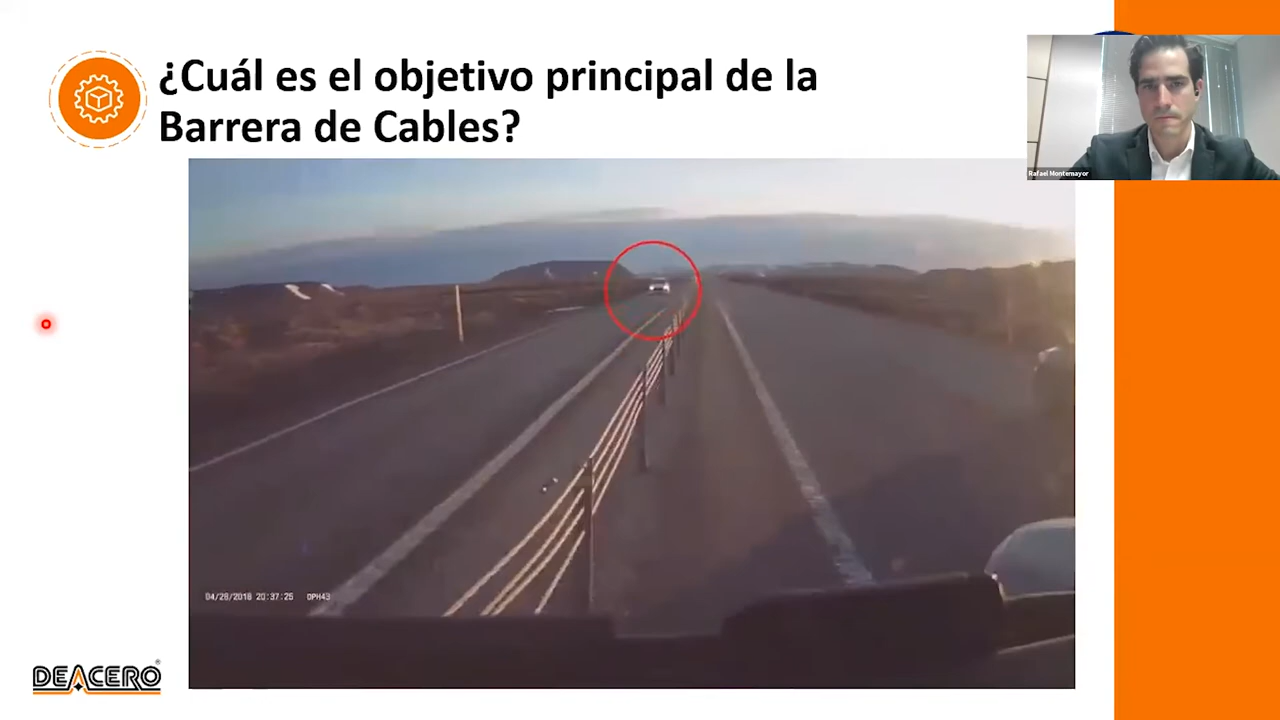 ¿Cuál es el objetivo principal de la
Barrera de Cables?
Rafael Montemayor
04/28/2018 20:37:25 DPH43
DEACERO®